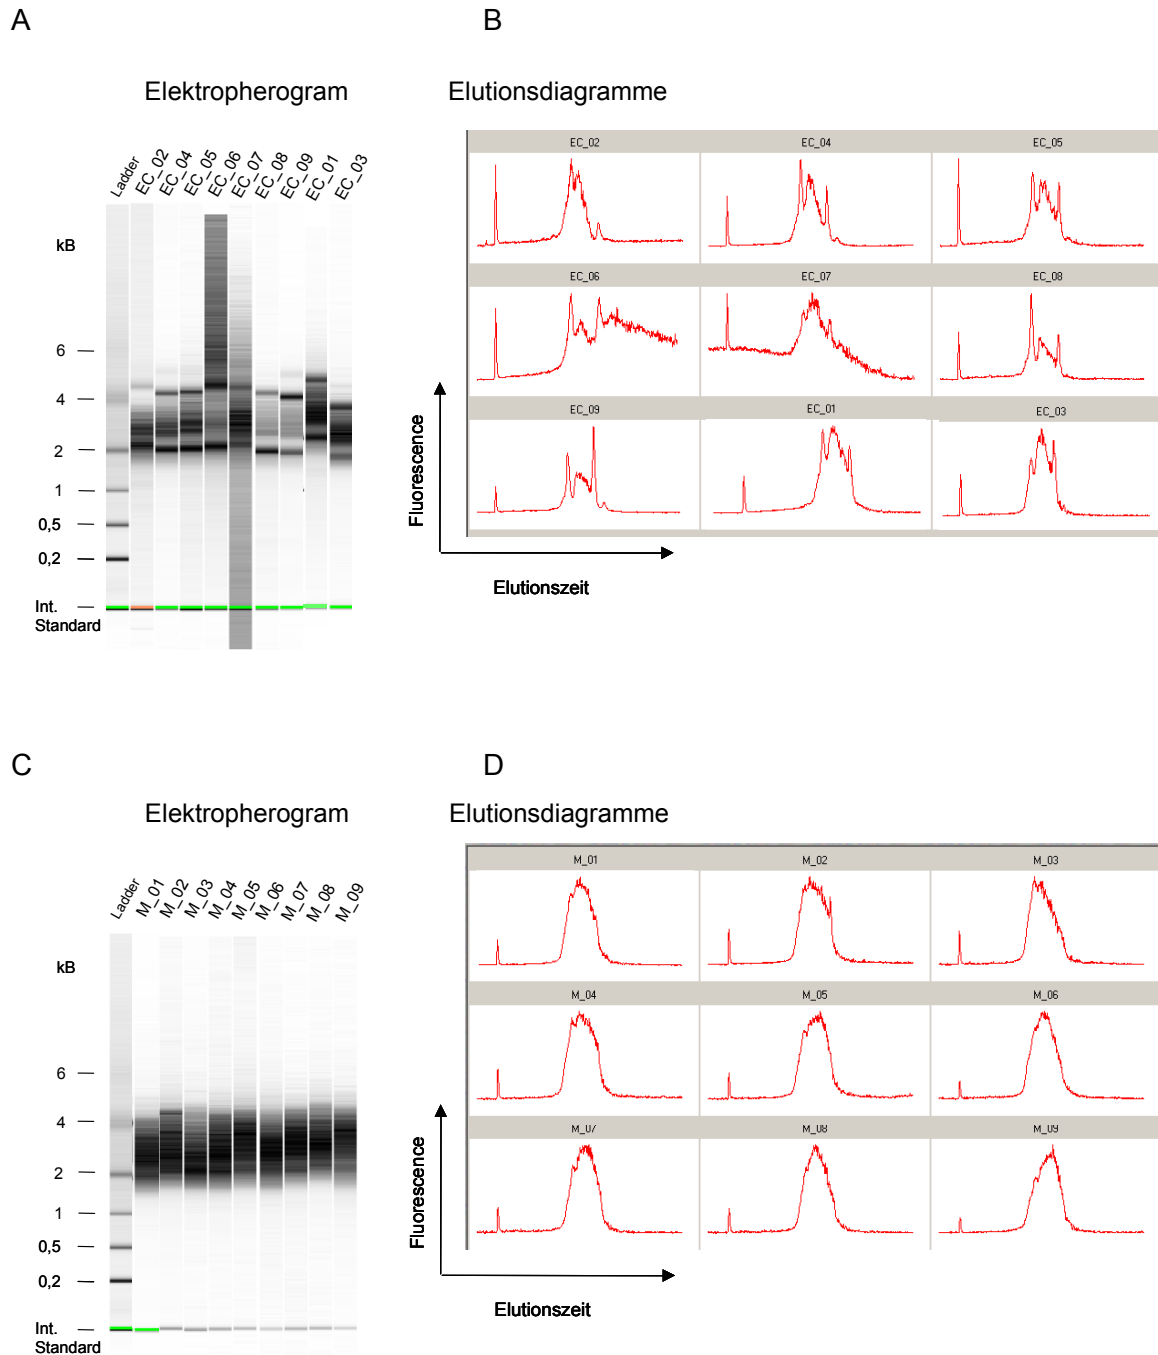 A
B
Elektropherogram
Elutionsdiagramme
Ladder
EC_02
EC_04
EC_05
EC_06
EC_07
EC_08
EC_09
EC_01
EC_03
kB
6
4
2
1
0,5
0,2
Int.
Standard
EC_02
EC_04
EC_05
EC_06
EC_07
EC_08
EC_09
EC_01
EC_03
Fluorescence
Elutionszeit
C
D
Elektropherogram
Elutionsdiagramme
Ladder
M_01
M_02
M_03
M_04
M_05
M_06
M_07
M_08
M_09
kB
6
4
2
1
0,5
0,2
Int.
Standard
M_01
M_02
M_03
M_04
M_05
M_06
M_07
M_08
M_09
Fluorescence
Elutionszeit